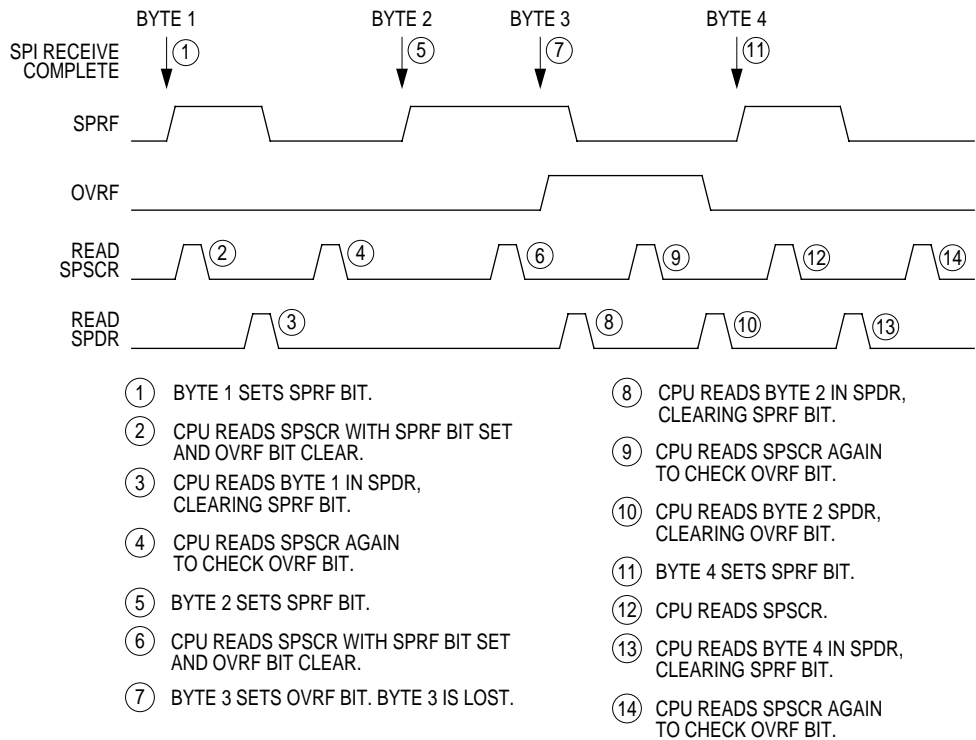 BYTE 1 BYTE 2 BYTE 3 BYTE 4
SPI RECEIVE 1 5 7 11
COMPLETE
SPRF
OVRF
READ
SPSCR 2 4 6 9 12 14
READ
SPDR 3 8 10 13
1 BYTE 1 SETS SPRF BIT.
2 CPU READS SPSCR WITH SPRF BIT SET
AND OVRF BIT CLEAR.
3 CPU READS BYTE 1 IN SPDR,
CLEARING SPRF BIT.
4 CPU READS SPSCR AGAIN
TO CHECK OVRF BIT.
5 BYTE 2 SETS SPRF BIT.
6 CPU READS SPSCR WITH SPRF BIT SET
AND OVRF BIT CLEAR.
7 BYTE 3 SETS OVRF BIT. BYTE 3 IS LOST.
8 CPU READS BYTE 2 IN SPDR,
CLEARING SPRF BIT.
9 CPU READS SPSCR AGAIN
TO CHECK OVRF BIT.
10 CPU READS BYTE 2 SPDR,
CLEARING OVRF BIT.
11 BYTE 4 SETS SPRF BIT.
12 CPU READS SPSCR.
13 CPU READS BYTE 4 IN SPDR,
CLEARING SPRF BIT.
14 CPU READS SPSCR AGAIN
TO CHECK OVRF BIT.